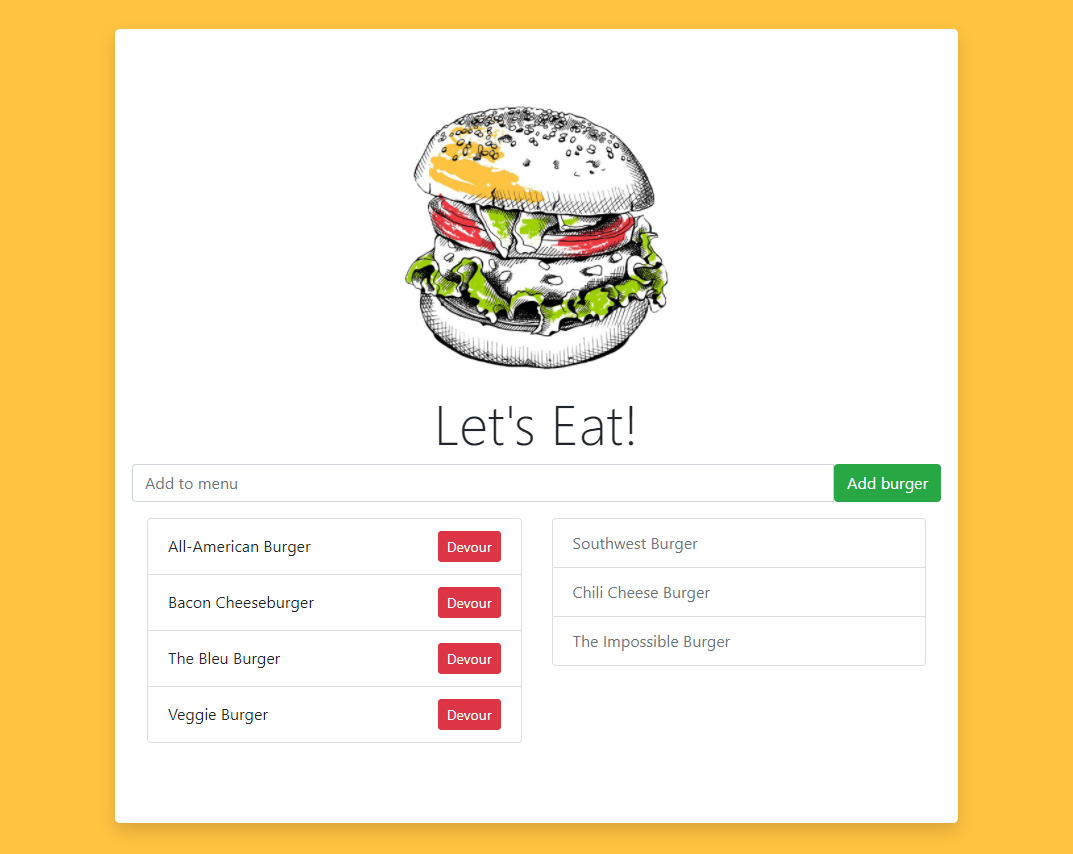 Let's Eat!
Add to menu
Add burger
All-American Burger
Devour
Bacon Cheeseburger
Devour
The Bleu Burger
Devour
Veggie Burger
Devour
Southwest Burger
Chili Cheese Burger
The Impossible Burger